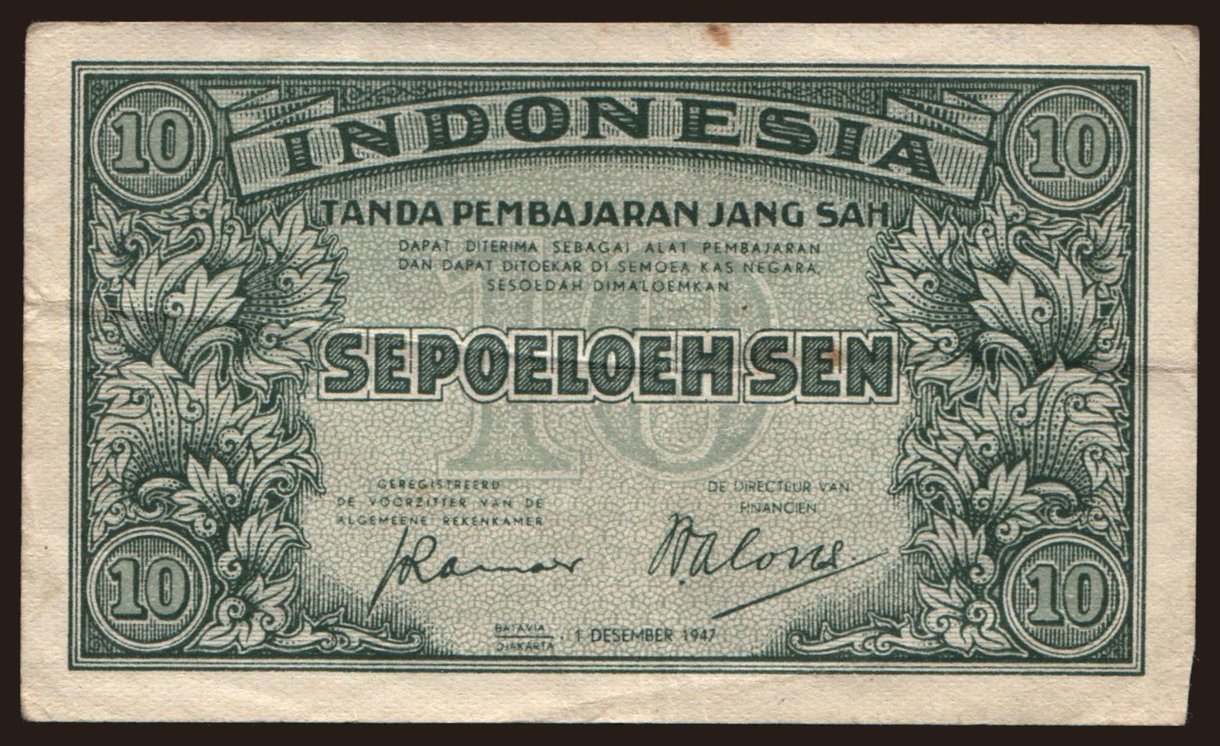 10 INDONESIA 10
TANDA PEMBAJARAN JANG SAH
DAPAT DITERIMA SEBAGAI ALAT PEMBAJARAN
DAN DAPAT DITOEKAR DI SEMOEA KAS NEGARA,
SESOEDAH DIMALOEMKAN
10
SEPOELOEH SEN
GEREGISTREERD
DE VOORZITTER VAN DE
ALGEMEENE REKENKAMER
DE DIRECTEUR VAN
FINANCIEN
10 10
BATAVIA
DJAKARTA , 1 DESEMBER 1947